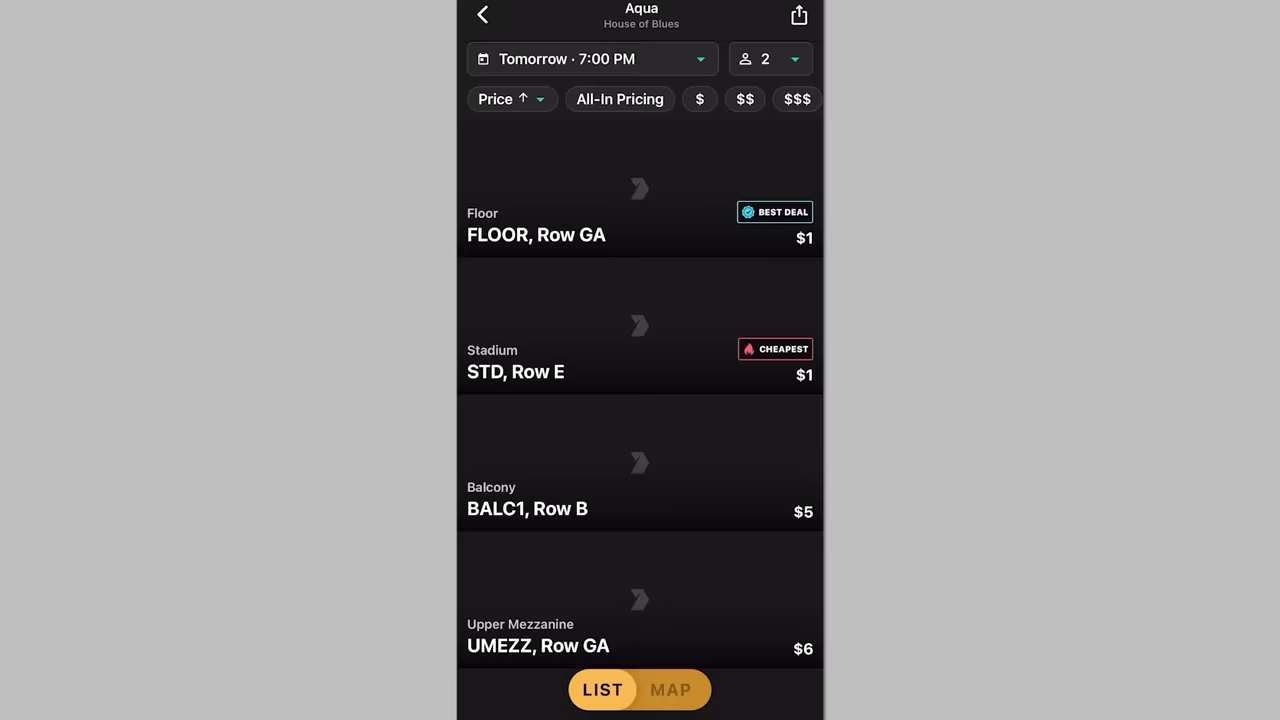 Aqua
House of Blues
Tomorrow · 7:00 PM
2
Price ↑
All-In Pricing
$
$$
$$$
Floor
BEST DEAL
FLOOR, Row GA
$1
Stadium
CHEAPEST
STD, Row E
$1
Balcony
BALC1, Row B
$5
Upper Mezzanine
UMEZZ, Row GA
$6
LIST
MAP